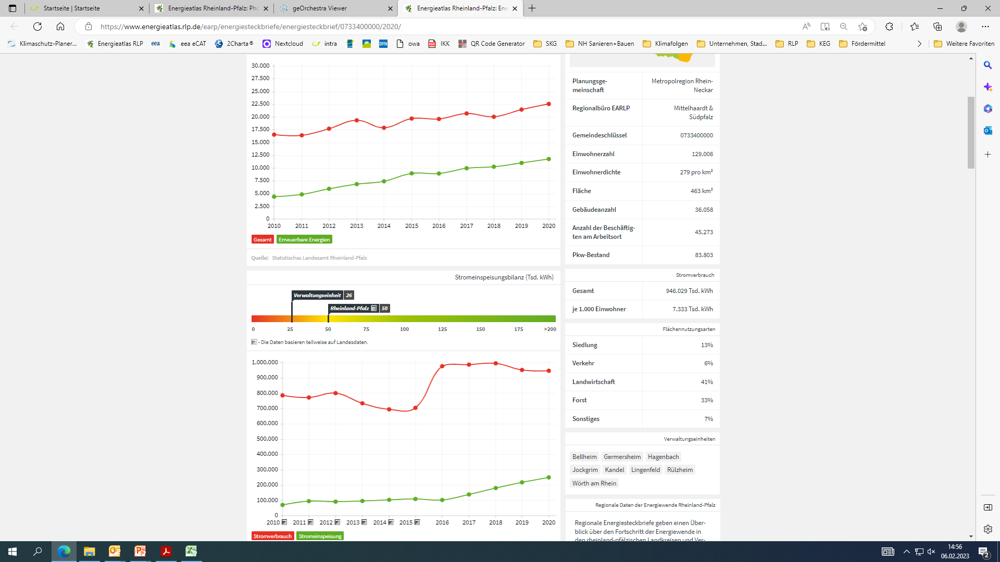 Startseite | Startseite
Energieatlas Rheinland-Pfalz: Pho
geOrchestra Viewer
Energieatlas Rheinland-Pfalz: Ene
https://www.energieatlas.rlp.de/earp/energiesteckbriefe/energiesteckbrief/0733400000/2020/
Klimaschutz-Planer...
Energieatlas RLP
eea
eea eCAT
2Charta®
Nextcloud
intra
DFN
owa
IKK
QR Code Generator
SKG
NH Sanieren+Bauen
Klimafolgen
Unternehmen, Stad...
RLP
KEG
Fördermittel
Weitere Favoriten
30.000
27.500
25.000
22.500
20.000
17.500
15.000
12.500
10.000
7.500
5.000
2.500
0
2010 2011 2012 2013 2014 2015 2016 2017 2018 2019 2020
Gesamt Erneuerbare Energien
Quelle: Statistisches Landesamt Rheinland-Pfalz
Stromeinspeisungsbilanz (Tsd. kWh)
Verwaltungseinheit 26
Rheinland-Pfalz 50
0 25 50 75 100 125 150 175 >200
- Die Daten basieren teilweise auf Landesdaten.
1.000.000
900.000
800.000
700.000
600.000
500.000
400.000
300.000
200.000
100.000
0
2010 2011 2012 2013 2014 2015 2016 2017 2018 2019 2020
Stromverbrauch Stromeinspeisung
Planungsge-
meinschaft
Metropolregion Rhein-
Neckar
Regionalbüro EARLP
Mittelhaardt &
Südpfalz
Gemeindeschlüssel 0733400000
Einwohnerzahl 129.006
Einwohnerdichte 279 pro km²
Fläche 463 km²
Gebäudeanzahl 36.058
Anzahl der Beschäftig-
ten am Arbeitsort
45.273
Pkw-Bestand 83.803
Stromverbrauch
Gesamt 946.029 Tsd. kWh
je 1.000 Einwohner 7.333 Tsd. kWh
Flächennutzungsarten
Siedlung 13%
Verkehr 6%
Landwirtschaft 41%
Forst 33%
Sonstiges 7%
Verwaltungseinheiten
Bellheim Germersheim Hagenbach
Jockgrim Kandel Lingenfeld Rülzheim
Wörth am Rhein
Regionale Daten der Energiewende Rheinland-Pfalz
Regionale Energiesteckbriefe geben einen Über-
blick über den Fortschritt der Energiewende in
den rheinland-pfälzischen Landkreisen und Ver-
14:56
06.02.2023
2